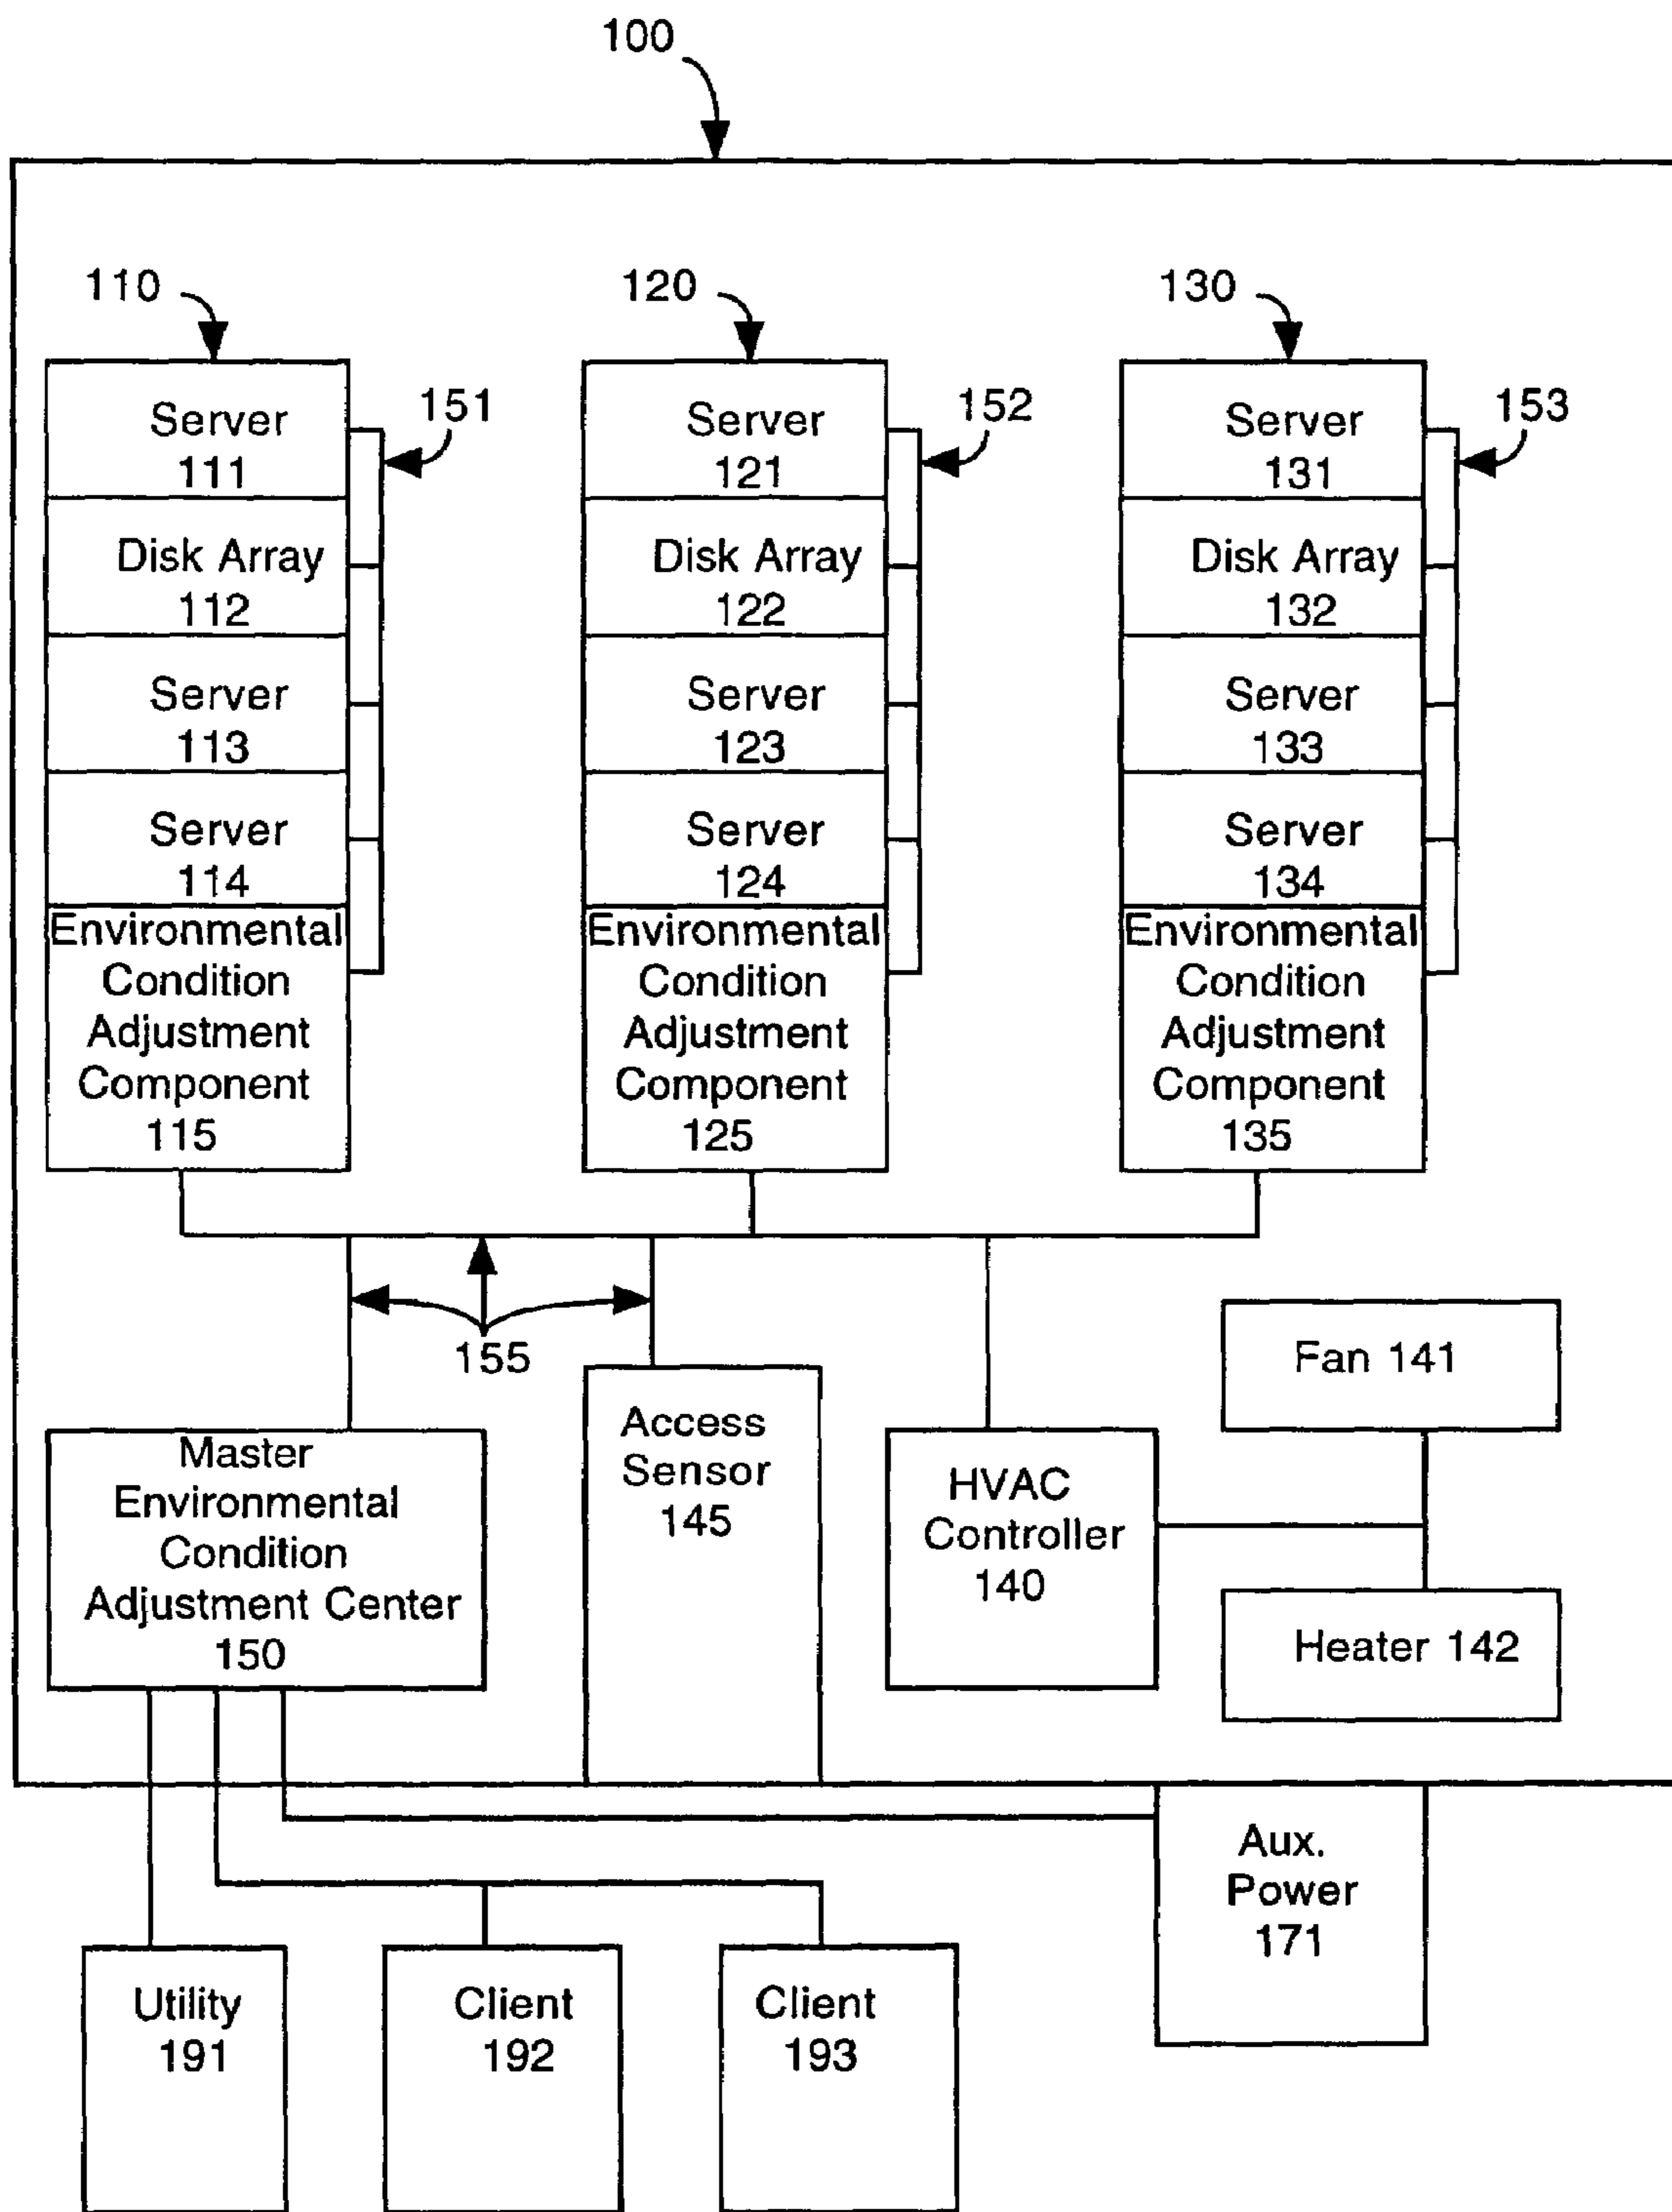 100
110
120
130
151
152
153
Server
111
Disk Array
112
Server
113
Server
114
Environmental
Condition
Adjustment
Component
115
Server
121
Disk Array
122
Server
123
Server
124
Environmental
Condition
Adjustment
Component
125
Server
131
Disk Array
132
Server
133
Server
134
Environmental
Condition
Adjustment
Component
135
155
Master
Environmental
Condition
Adjustment Center
150
Access
Sensor
145
HVAC
Controller
140
Fan 141
Heater 142
Aux.
Power
171
Utility
191
Client
192
Client
193